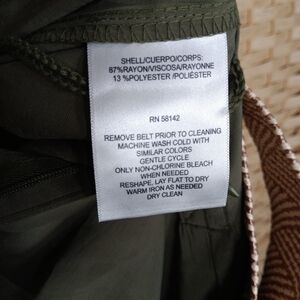 SHELL/CUERPO/CORPS:
87%RAYON/VISCOSA/RAYONNE
13 %POLYESTER /POLIÉSTER
RN 58142
REMOVE BELT PRIOR TO CLEANING
MACHINE WASH COLD WITH
SIMILAR COLORS
GENTLE CYCLE
ONLY NON-CHLORINE BLEACH
WHEN NEEDED
RESHAPE, LAY FLAT TO DRY
WARM IRON AS NEEDED
DRY CLEAN